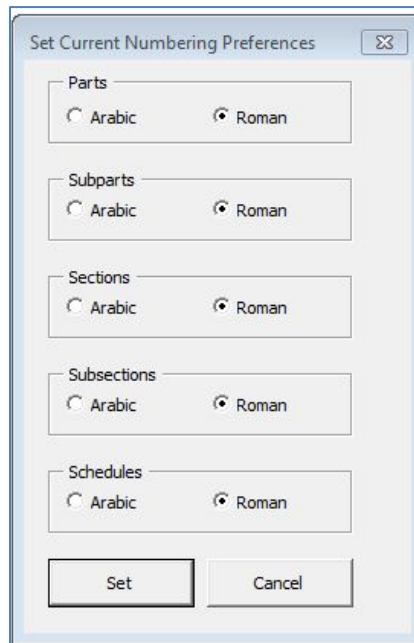 Set Current Numbering Preferences
Parts
Arabic Roman
Subparts
Arabic Roman
Sections
Arabic Roman
Subsections
Arabic Roman
Schedules
Arabic Roman
Set Cancel